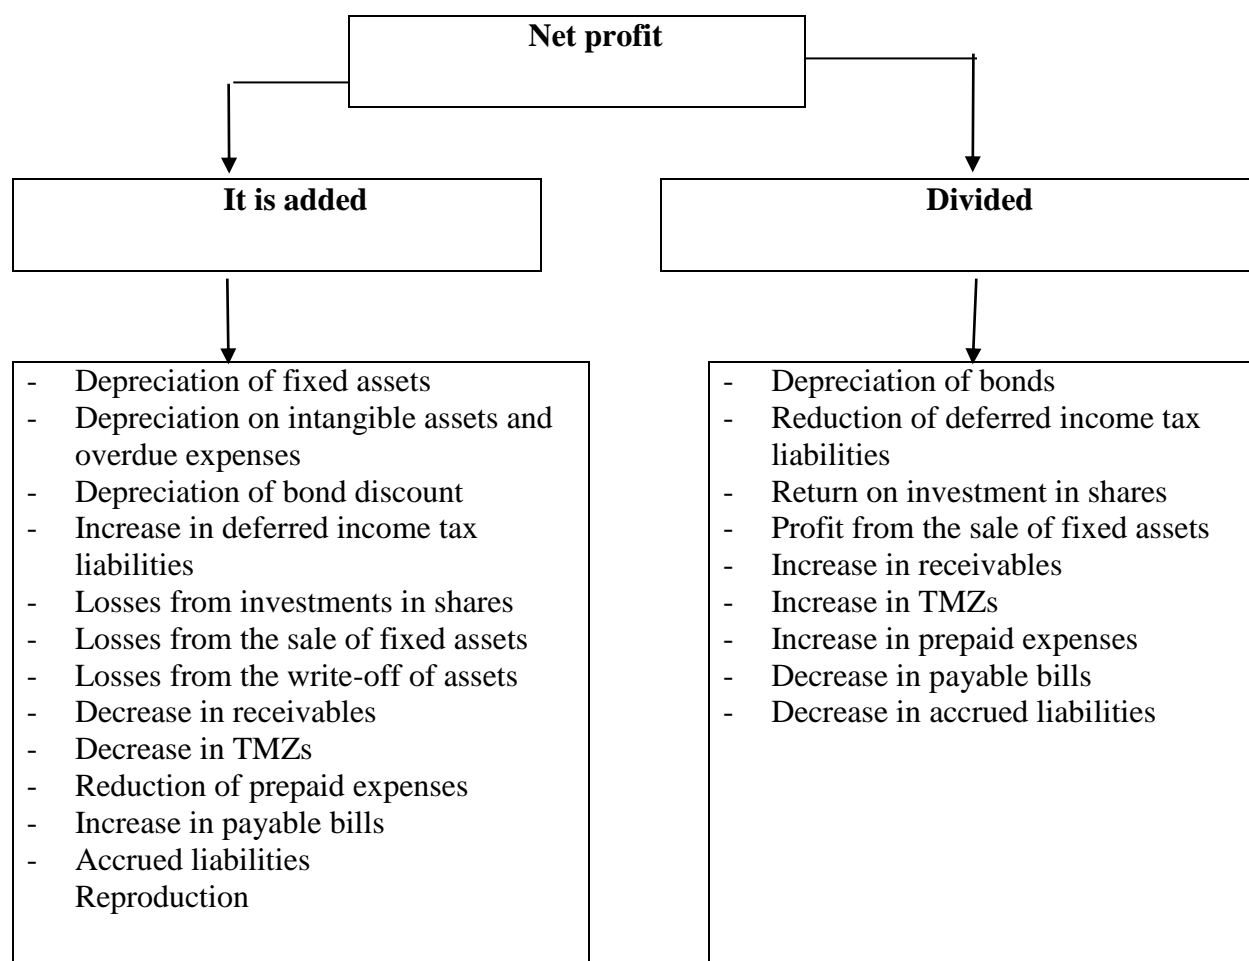 Net profit
It is added
Divided
- Depreciation of fixed assets
- Depreciation on intangible assets and
overdue expenses
- Depreciation of bond discount
- Increase in deferred income tax
liabilities
- Losses from investments in shares
- Losses from the sale of fixed assets
- Losses from the write-off of assets
- Decrease in receivables
- Decrease in TMZs
- Reduction of prepaid expenses
- Increase in payable bills
- Accrued liabilities
Reproduction
- Depreciation of bonds
- Reduction of deferred income tax
liabilities
- Return on investment in shares
- Profit from the sale of fixed assets
- Increase in receivables
- Increase in TMZs
- Increase in prepaid expenses
- Decrease in payable bills
- Decrease in accrued liabilities